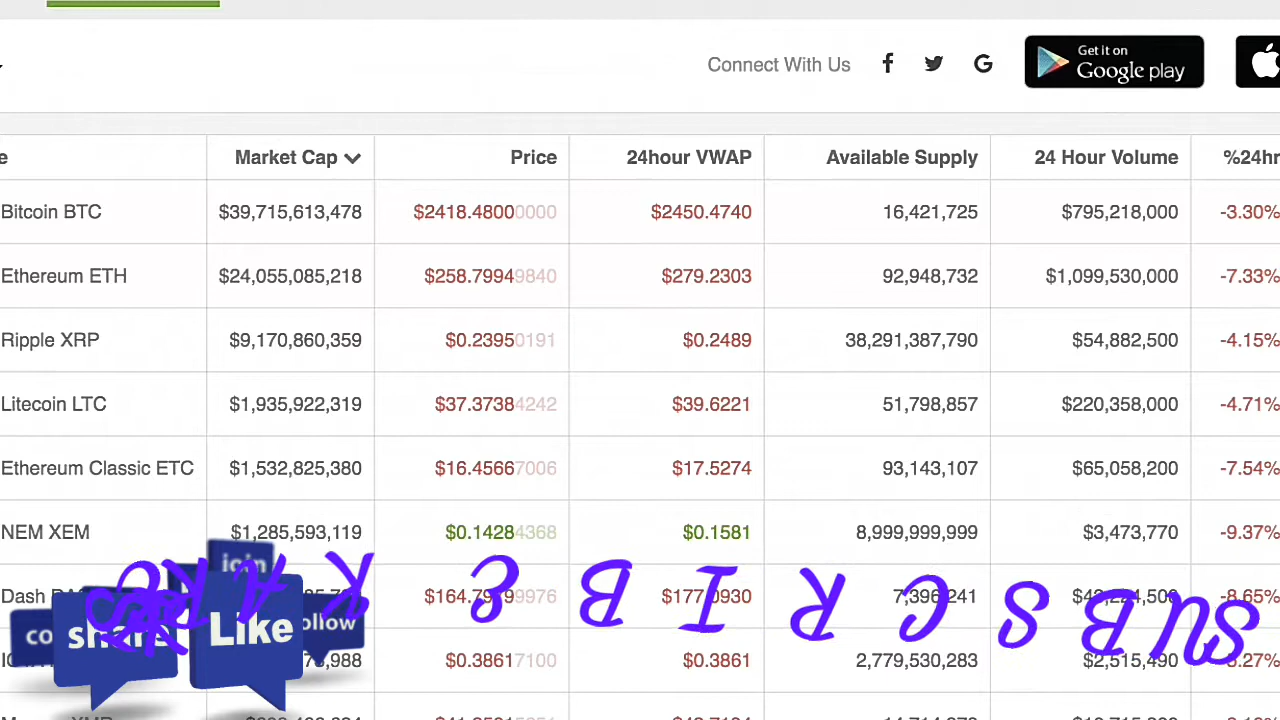 Connect With Us Get it on Google play
Market Cap Price 24hour VWAP Available Supply 24 Hour Volume %24hr
Bitcoin BTC $39,715,613,478 $2418.48000000 $2450.4740 16,421,725 $795,218,000 -3.30%
Ethereum ETH $24,055,085,218 $258.79949840 $279.2303 92,948,732 $1,099,530,000 -7.33%
Ripple XRP $9,170,860,359 $0.23950191 $0.2489 38,291,387,790 $54,882,500 -4.15%
Litecoin LTC $1,935,922,319 $37.37384242 $39.6221 51,798,857 $220,358,000 -4.71%
Ethereum Classic ETC $1,532,825,380 $16.45667006 $17.5274 93,143,107 $65,058,200 -7.54%
NEM XEM $1,285,593,119 $0.14284368 $0.1581 8,999,999,999 $3,473,770 -9.37%
join
Dash -8.65%
SUBSCRIBE
share Like follow
$0.38617100 $0.3861 2,779,530,283 $2,515,490